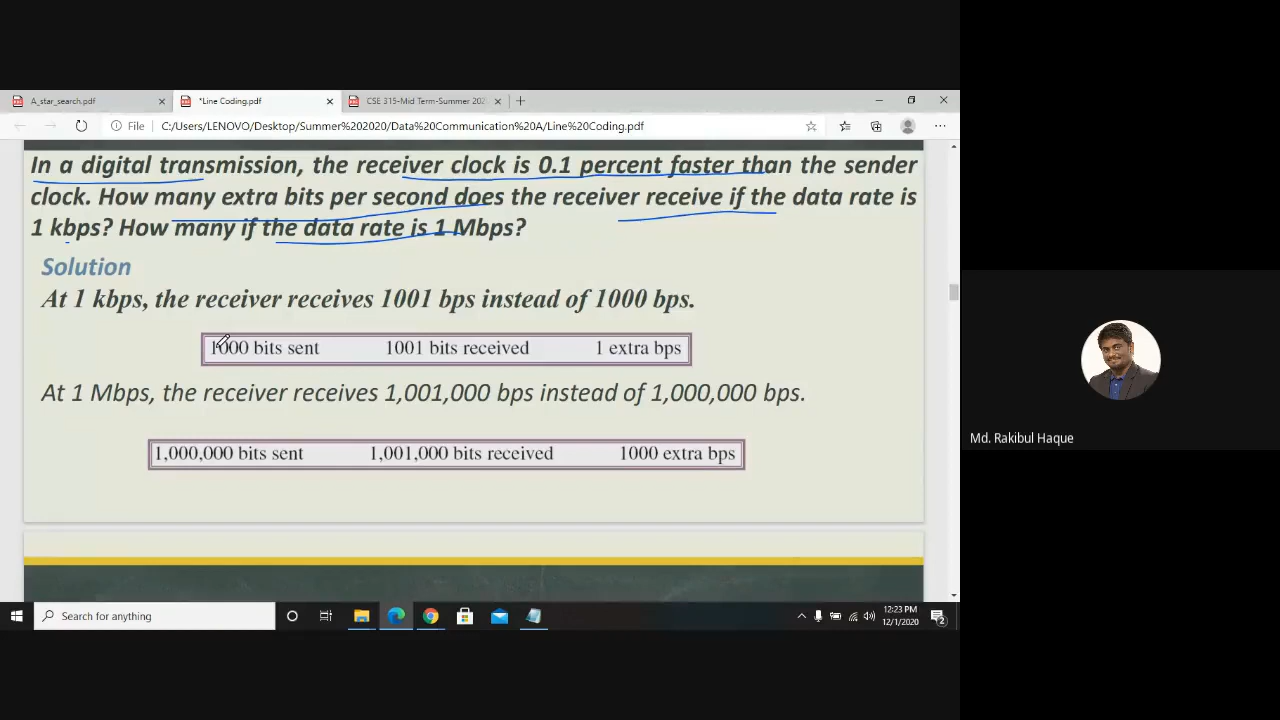 A_star_search.pdf
*Line Coding.pdf
CSE 315-Mid Term-Summer 202
File
C:/Users/LENOVO/Desktop/Summer%202020/Data%20Communication%20A/Line%20Coding.pdf
In a digital transmission, the receiver clock is 0.1 percent faster than the sender
clock. How many extra bits per second does the receiver receive if the data rate is
1 kbps? How many if the data rate is 1 Mbps?
Solution
At 1 kbps, the receiver receives 1001 bps instead of 1000 bps.
1000 bits sent 1001 bits received 1 extra bps
At 1 Mbps, the receiver receives 1,001,000 bps instead of 1,000,000 bps.
1,000,000 bits sent 1,001,000 bits received 1000 extra bps
Md. Rakibul Haque
Search for anything
12:23 PM
12/1/2020
2